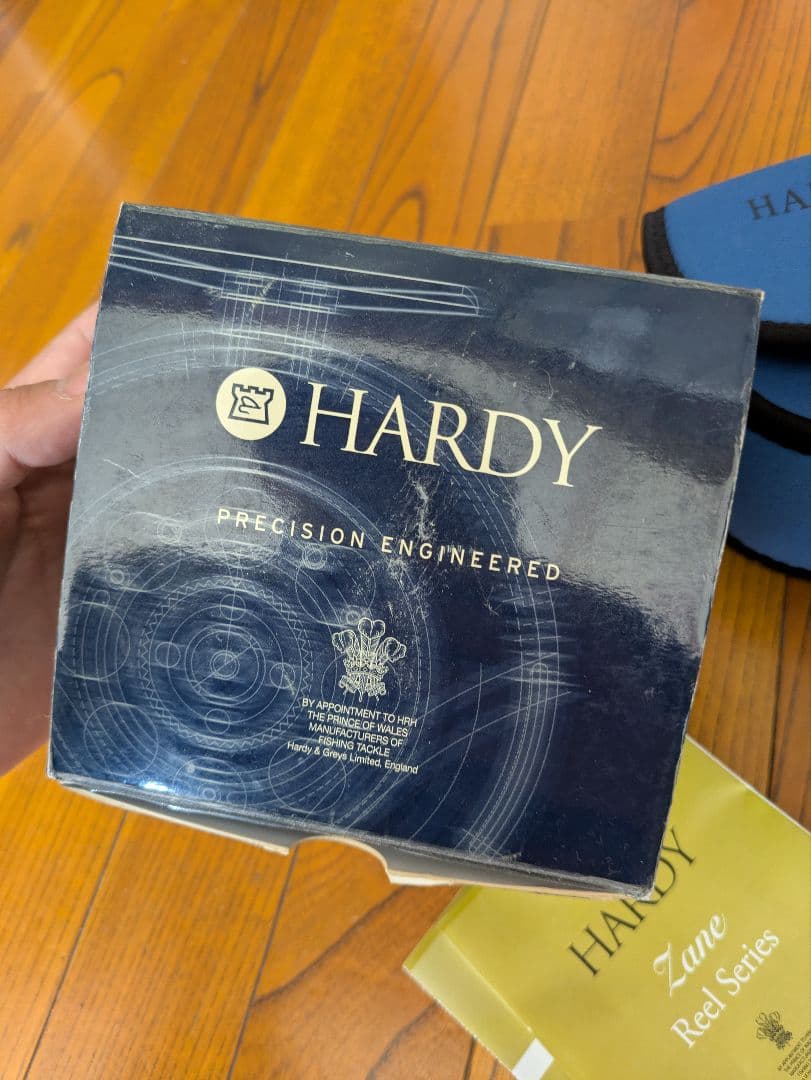 HARDY
PRECISION ENGINEERED
BY APPOINTMENT TO HRH
THE PRINCE OF WALES
MANUFACTURERS OF
FISHING TACKLE
Hardy & Greys Limited, England
HA
HARDY
Zane
Reel Series